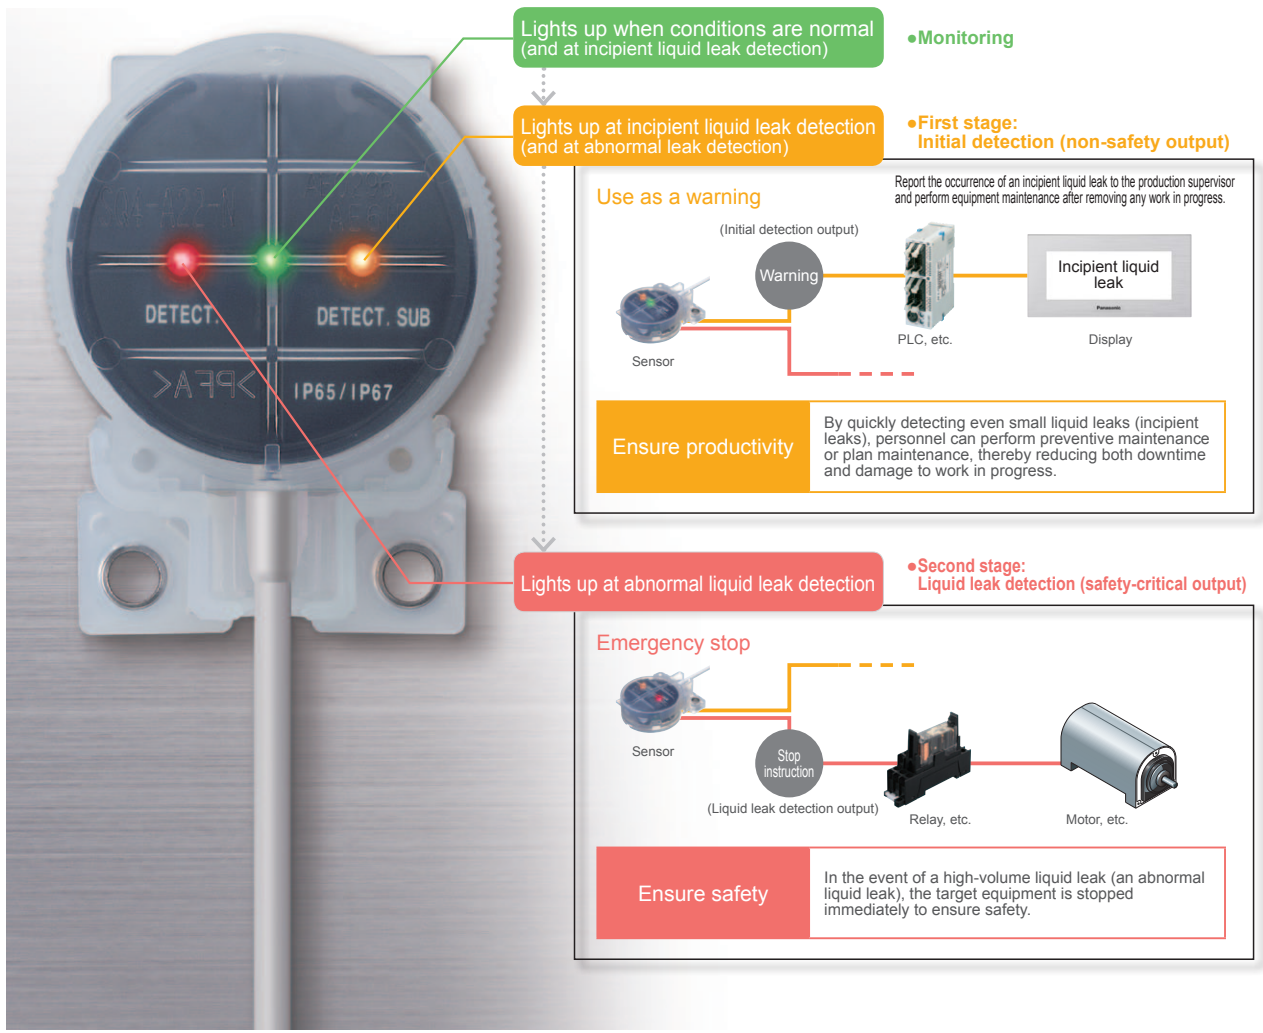 Lights up when conditions are normal
(and at incipient liquid leak detection)
●Monitoring
Lights up at incipient liquid leak detection
(and at abnormal leak detection)
●First stage:
Initial detection (non-safety output)
Use as a warning
Report the occurrence of an incipient liquid leak to the production supervisor
and perform equipment maintenance after removing any work in progress.
(Initial detection output)
Warning
Incipient liquid
leak
Panasonic
Sensor
PLC, etc.
Display
Ensure productivity
By quickly detecting even small liquid leaks (incipient
leaks), personnel can perform preventive maintenance
or plan maintenance, thereby reducing both downtime
and damage to work in progress.
DETECT.
DETECT. SUB
>PFA<
IP65/IP67
Lights up at abnormal liquid leak detection
●Second stage:
Liquid leak detection (safety-critical output)
Emergency stop
Sensor
Stop
instruction
(Liquid leak detection output)
Relay, etc.
Motor, etc.
Ensure safety
In the event of a high-volume liquid leak (an abnormal
liquid leak), the target equipment is stopped
immediately to ensure safety.